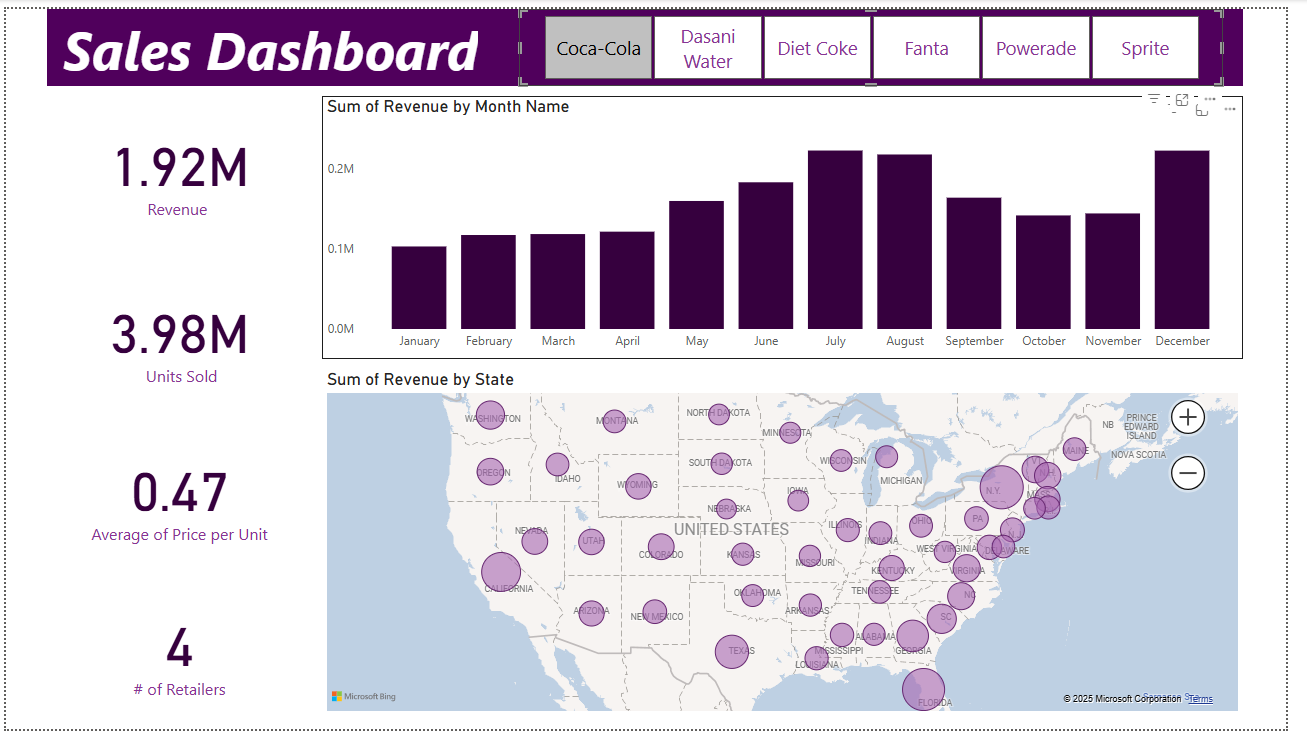 Sales Dashboard
Coca-Cola
Dasani
Water
Diet Coke
Fanta
Powerade
Sprite
1.92M
Revenue
3.98M
Units Sold
0.47
Average of Price per Unit
4
# of Retailers
Sum of Revenue by Month Name
0.2M
0.1M
0.0M
January February March April May June July August September October November December
Sum of Revenue by State
WASHINGTON
MONTANA
NORTH DAKOTA
MINNESOTA
NB
PRINCE
EDWARD
ISLAND
MAINE
NOVA SCOTIA
OREGON
IDAHO
SOUTH DAKOTA
WISCONSIN
MICHIGAN
WYOMING
IOWA
N.Y.
MASS
NEBRASKA
UNITED STATES
ILLINOIS
INDIANA
OHIO
PA
NEVADA
UTAH
COLORADO
KANSAS
MISSOURI
WEST VIRGINIA
DELAWARE
CALIFORNIA
KENTUCKY
VIRGINIA
OKLAHOMA
TENNESSEE
NC
ARIZONA
NEW MEXICO
ARKANSAS
SC
TEXAS
MISSISSIPPI
ALABAMA
GEORGIA
LOUISIANA
FLORIDA
Microsoft Bing
© 2025 Microsoft Corporation Terms